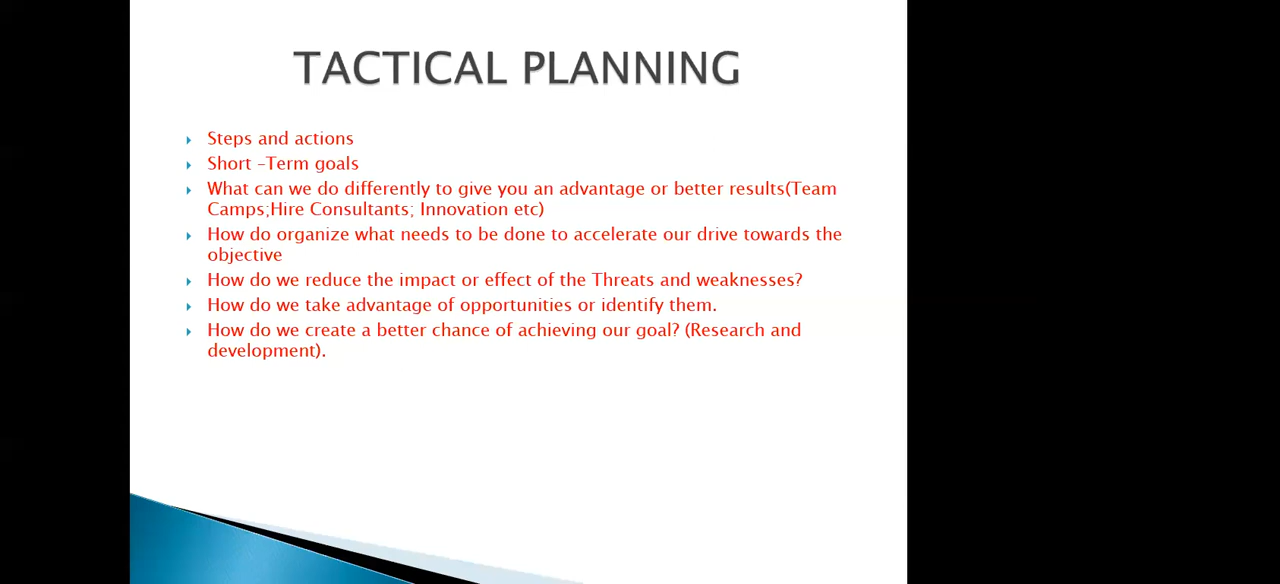 TACTICAL PLANNING
Steps and actions
Short -Term goals
What can we do differently to give you an advantage or better results(Team
Camps;Hire Consultants; Innovation etc)
How do organize what needs to be done to accelerate our drive towards the
objective
How do we reduce the impact or effect of the Threats and weaknesses?
How do we take advantage of opportunities or identify them.
How do we create a better chance of achieving our goal? (Research and
development).